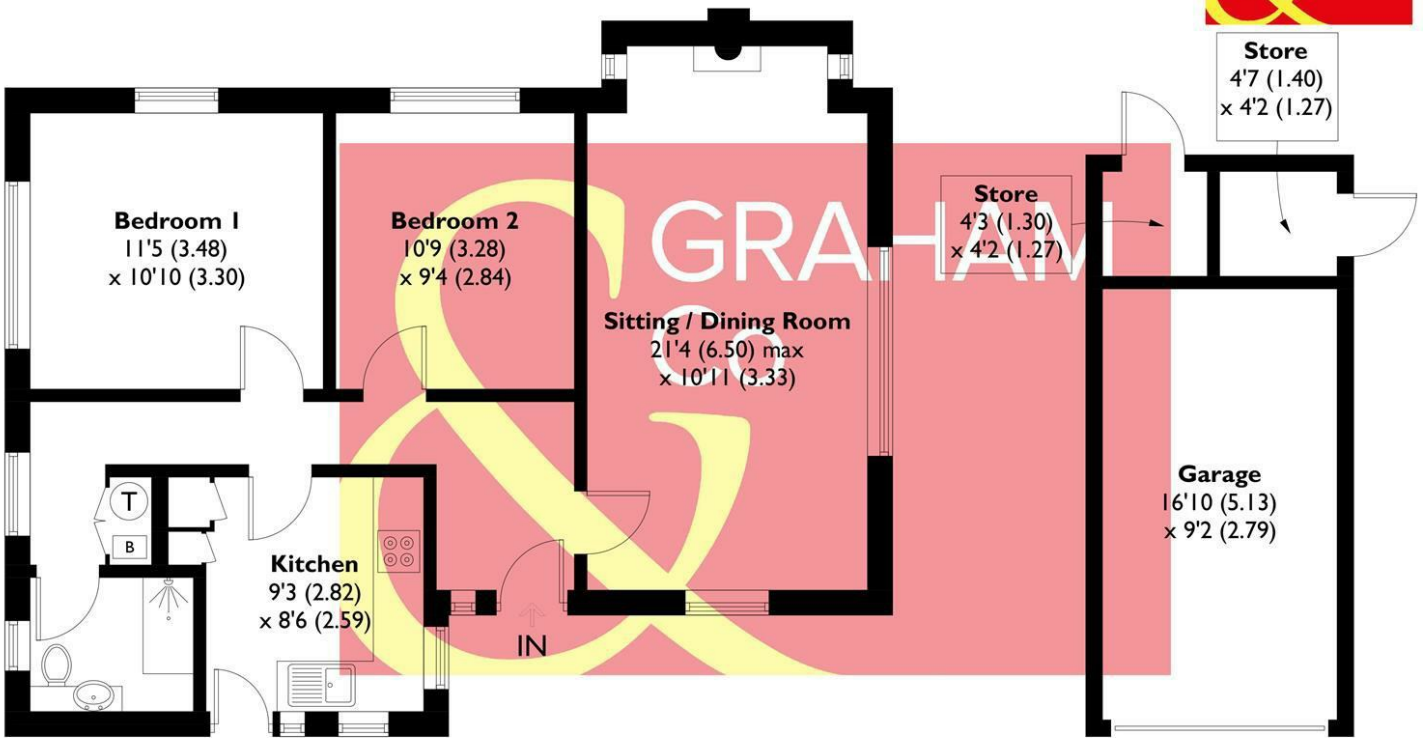 Store
4'7 (1.40)
x 4'2 (1.27)
Bedroom 1
11'5 (3.48)
x 10'10 (3.30)
Bedroom 2
10'9 (3.28)
x 9'4 (2.84)
Store
4'3 (1.30)
x 4'2 (1.27)
& GRAHAM
Co
Sitting / Dining Room
21'4 (6.50) max
x 10'11 (3.33)
Garage
16'10 (5.13)
x 9'2 (2.79)
T
B
Kitchen
9'3 (2.82)
x 8'6 (2.59)
IN